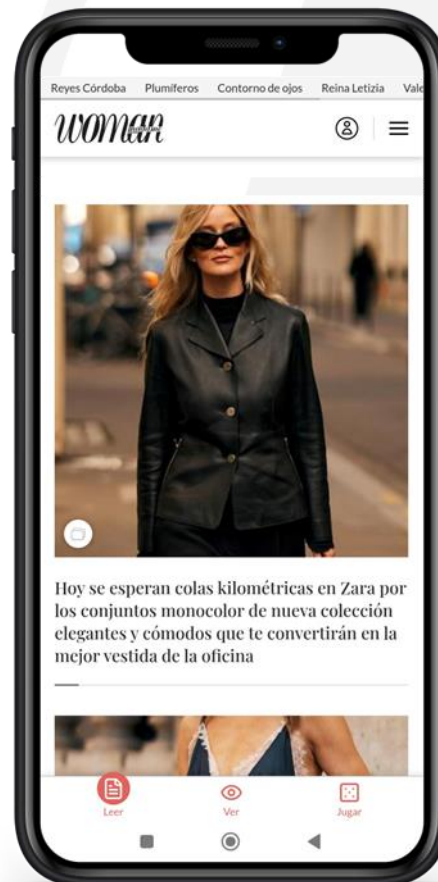 Reyes Córdoba Plumíferos Contorno de ojos Reina Letizia Vale
woman
Hoy se esperan colas kilométricas en Zara por
los conjuntos monocolor de nueva colección
elegantes y cómodos que te convertirán en la
mejor vestida de la oficina
Leer Ver Jugar